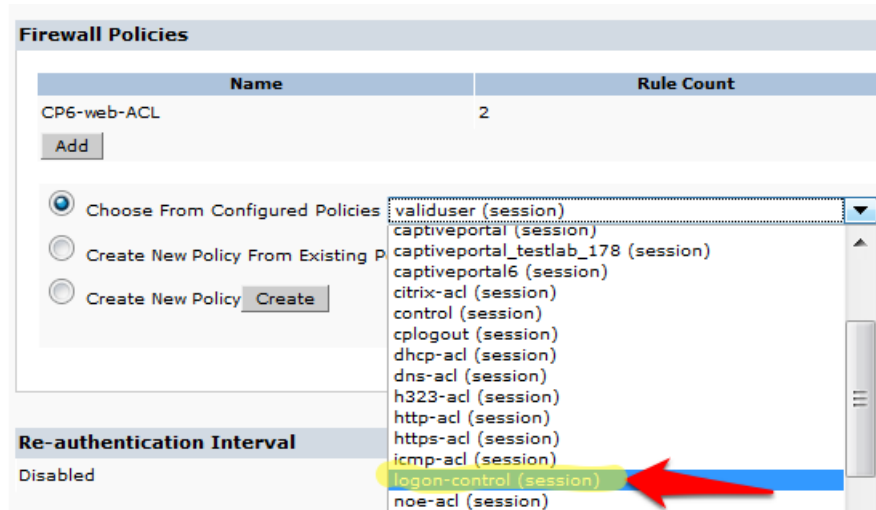 Firewall Policies
Name Rule Count
CP6-web-ACL 2
Add
Choose From Configured Policies validuser (session)
captiveportal (session)
Create New Policy From Existing P
captiveportal_testlab_178 (session)
captiveportal6 (session)
Create New Policy Create
citrix-acl (session)
control (session)
cplogout (session)
dhcp-acl (session)
dns-acl (session)
h323-acl (session)
http-acl (session)
https-acl (session)
Re-authentication Interval
icmp-acl (session)
Disabled
logon-control (session)
noe-acl (session)